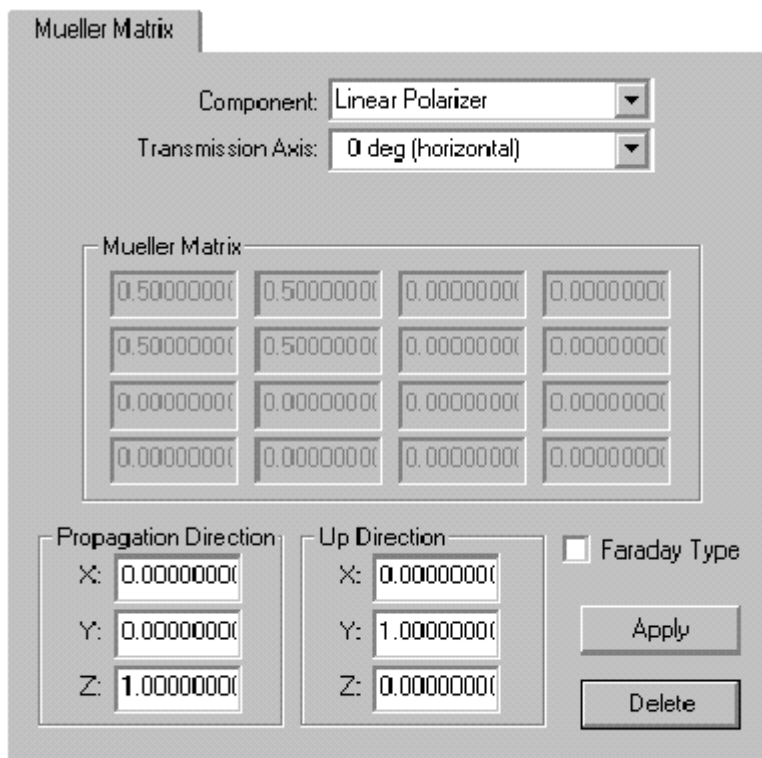 Mueller Matrix
Component: Linear Polarizer
Transmission Axis: 0 deg (horizontal)
Mueller Matrix
0.5000000( 0.5000000( 0.0000000( 0.0000000(
0.5000000( 0.5000000( 0.0000000( 0.0000000(
0.0000000( 0.0000000( 0.0000000( 0.0000000(
0.0000000( 0.0000000( 0.0000000( 0.0000000(
Propagation Direction Up Direction Faraday Type
X: 0.0000000( X: 0.0000000(
Y: 0.0000000( Y: 1.0000000( Apply
Z: 1.0000000( Z: 0.0000000( Delete